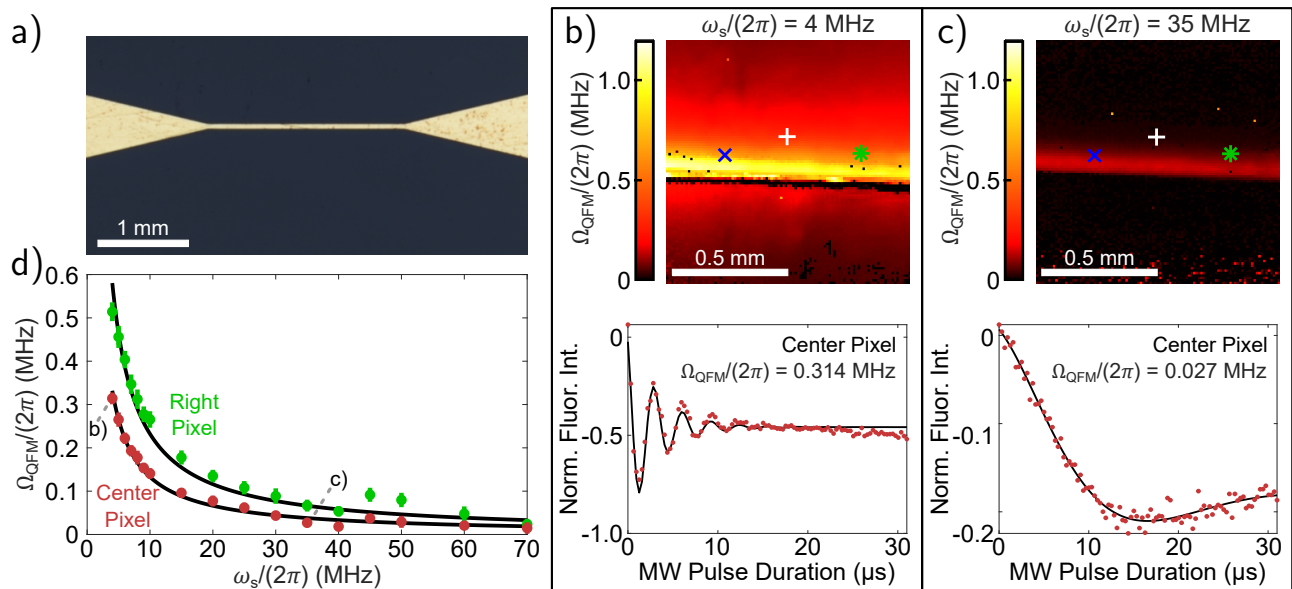 a)
1 mm
b)
ωs/(2π) = 4 MHz
ΩQFM/(2π) (MHz)
1.0
0.5
0
0.5 mm
Center Pixel
ΩQFM/(2π) = 0.314 MHz
Norm. Fluor. Int.
0
-0.5
-1.0
0
10
20
30
MW Pulse Duration (µs)
c)
ωs/(2π) = 35 MHz
ΩQFM/(2π) (MHz)
1.0
0.5
0
0.5 mm
Center Pixel
ΩQFM/(2π) = 0.027 MHz
Norm. Fluor. Int.
0
-0.1
-0.2
0
10
20
30
MW Pulse Duration (µs)
d)
ΩQFM/(2π) (MHz)
0.6
0.5
0.4
0.3
0.2
0.1
0
Right
Pixel
b)
Center
Pixel
c)
0
10
20
30
40
50
60
70
ωs/(2π) (MHz)